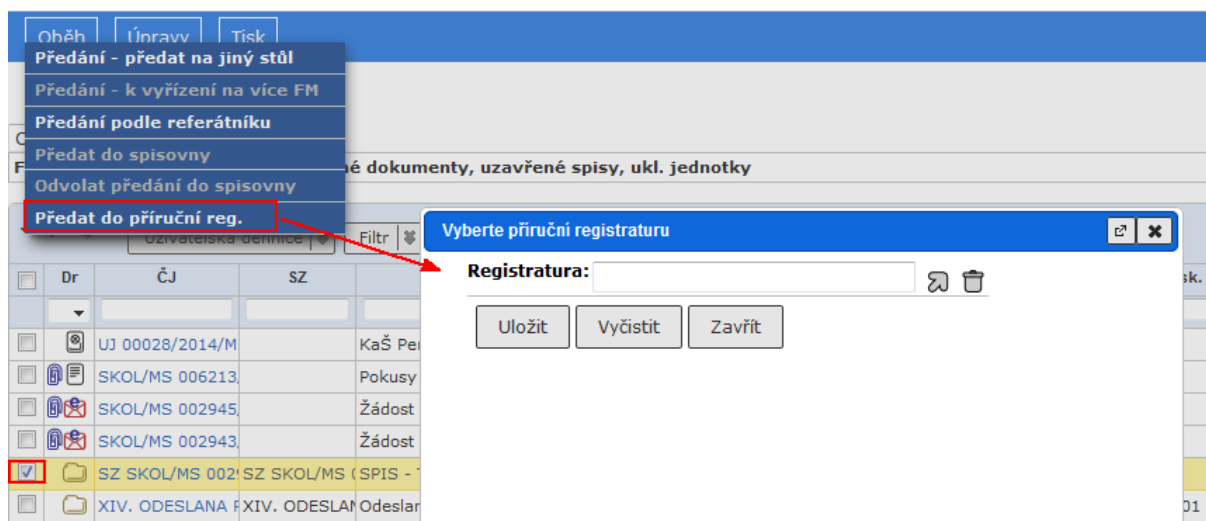 Oběh Úpravy Tisk
Předání - předat na jiný stůl
Předání - k vyřízení na více FM
Předání podle referátníku
Předat do spisovny
né dokumenty, uzavřené spisy, ukl. jednotky
Odvolat předání do spisovny
Předat do příruční reg.
Uživatelská definice Filtr
Vyberte příruční registraturu
Registratura:
Uložit Vyčistit Zavřít
Dr ČJ SZ sk.
UJ 00028/2014/M KaŠ Per
SKOL/MS 006213/ Pokusy
SKOL/MS 002945/ Žádost
SKOL/MS 002943/ Žádost
SZ SKOL/MS 002 SZ SKOL/MS ( SPIS -
XIV. ODESLANA P XIV. ODESLAN Odeslan 01